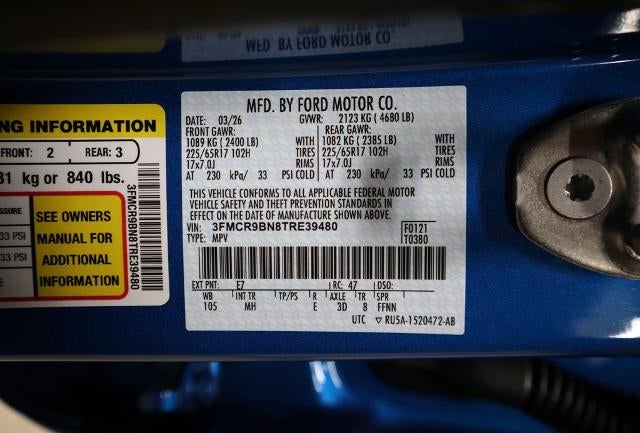 MFD. BY FORD MOTOR CO.
NG INFORMATION
FRONT: 2 REAR: 3
kg or 840 lbs.
33 PSI
33 PSI
SEE OWNERS
MANUAL FOR
ADDITIONAL
INFORMATION
3FMCR9BN8TRE39480
MFD. BY FORD MOTOR CO.
DATE: 03/26 GVWR: 2123 KG ( 4680 LB)
FRONT GAWR: REAR GAWR:
1089 KG ( 2400 LB) WITH 1082 KG ( 2385 LB) WITH
225/65R17 102H TIRES 225/65R17 102H TIRES
17x7.0J RIMS 17x7.0J RIMS
AT 230 kPa/ 33 PSI COLD AT 230 kPa/ 33 PSI COLD
THIS VEHICLE CONFORMS TO ALL APPLICABLE FEDERAL MOTOR
VEHICLE SAFETY AND THEFT PREVENTION STANDARDS IN
EFFECT ON THE DATE OF MANUFACTURE SHOWN ABOVE.
VIN: 3FMCR9BN8TRE39480 F0121
TYPE: MPV T03B0
EXT PNT: E7 RC: 47 DSO:
WB INT TR TP/PS R AXLE TR SPR
105 MH E 3D 8 FFNN
UTC ▽ RU5A-1520472-AB